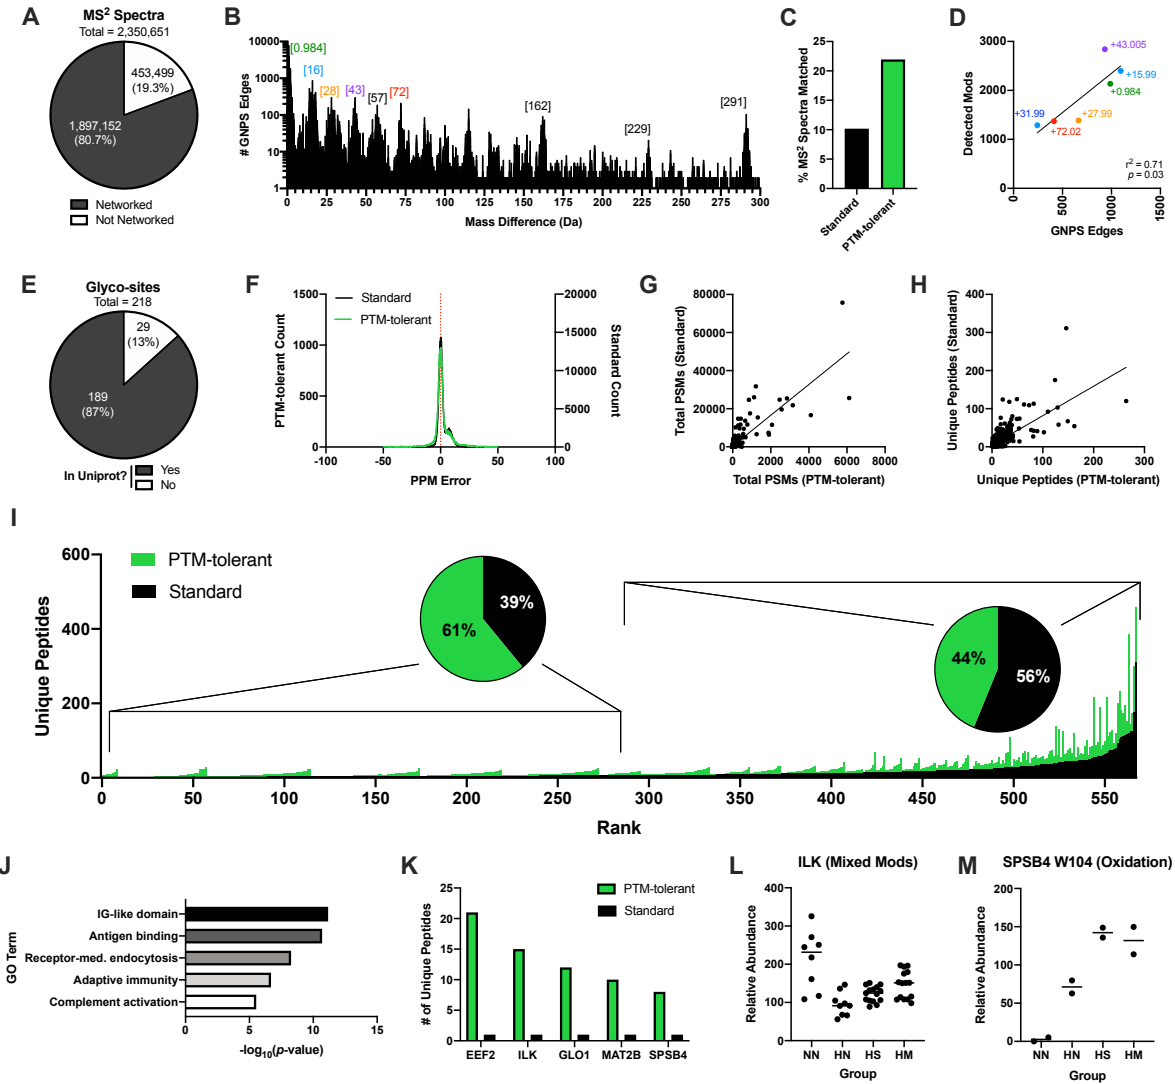 A
MS² Spectra
Total = 2,350,651
453,499
(19.3%)
1,897,152
(80.7%)
Networked
Not Networked
B
# GNPS Edges
10000
1000
100
10
1
[0.984]
[16]
[28]
[43]
[57]
[72]
[162]
[229]
[291]
0 25 50 75 100 125 150 175 200 225 250 275 300
Mass Difference (Da)
C
% MS² Spectra Matched
25
20
15
10
5
0
Standard
PTM-tolerant
D
Detected Mods
3000
2000
1000
0
+43.005
+15.99
+0.984
+31.99
+27.99
+72.02
r² = 0.71
p = 0.03
0 500 1000 1500
GNPS Edges
E
Glyco-sites
Total = 218
29
(13%)
189
(87%)
In Uniprot?
Yes
No
F
PTM-tolerant Count
1500
1000
500
0
Standard
PTM-tolerant
20000
15000
10000
5000
0
Standard Count
-100 -50 0 50 100
PPM Error
G
Total PSMs (Standard)
80000
60000
40000
20000
0
0 2000 4000 6000 8000
Total PSMs (PTM-tolerant)
H
Unique Peptides (Standard)
400
300
200
100
0
0 100 200 300
Unique Peptides (PTM-tolerant)
I
Unique Peptides
600
400
200
0
PTM-tolerant
Standard
39%
61%
44%
56%
0 50 100 150 200 250 300 350 400 450 500 550
Rank
J
GO Term
IG-like domain
Antigen binding
Receptor-med. endocytosis
Adaptive immunity
Complement activation
0 5 10 15
-log₁₀(p-value)
K
# of Unique Peptides
25
20
15
10
5
0
PTM-tolerant
Standard
EEF2 ILK GLO1 MAT2B SPSB4
L
ILK (Mixed Mods)
Relative Abundance
400
300
200
100
0
NN HN HS HM
Group
M
SPSB4 W104 (Oxidation)
Relative Abundance
200
150
100
50
0
NN HN HS HM
Group